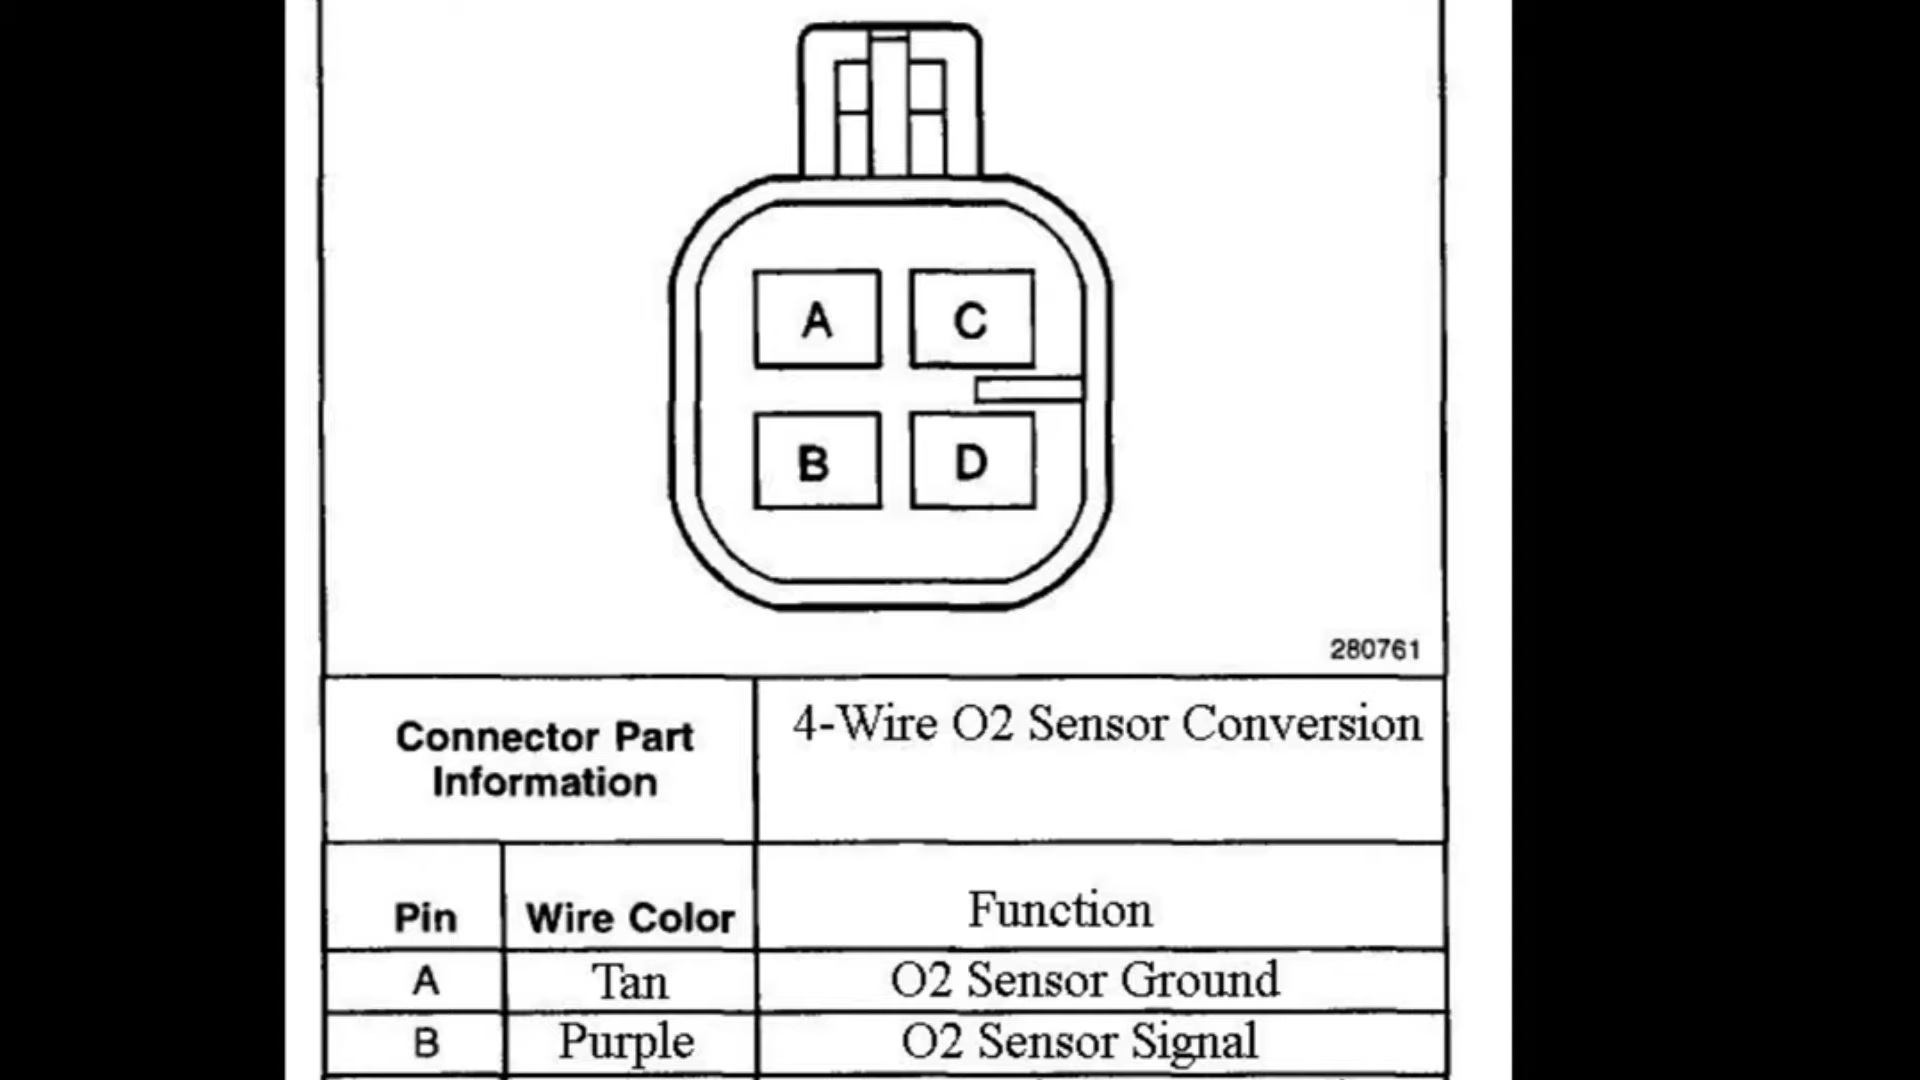 A C
B D
280761
Connector Part
Information
4-Wire O2 Sensor Conversion
Pin Wire Color Function
A Tan O2 Sensor Ground
B Purple O2 Sensor Signal